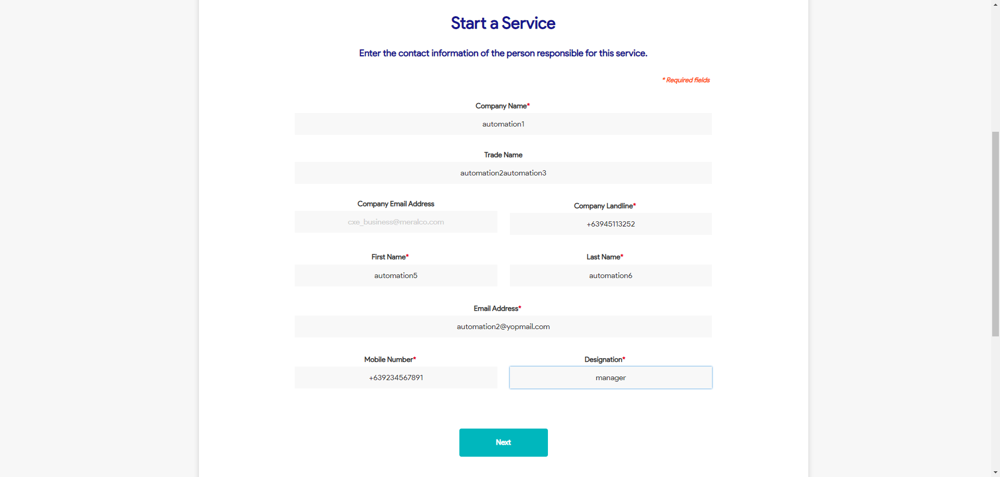 Start a Service
Enter the contact information of the person responsible for this service.
* Required fields
Company Name*
automation1
Trade Name
automation2automation3
Company Email Address
cxe_business@meralco.com
Company Landline*
+63945113252
First Name*
automation5
Last Name*
automation6
Email Address*
automation2@yopmail.com
Mobile Number*
+639234567891
Designation*
manager
Next